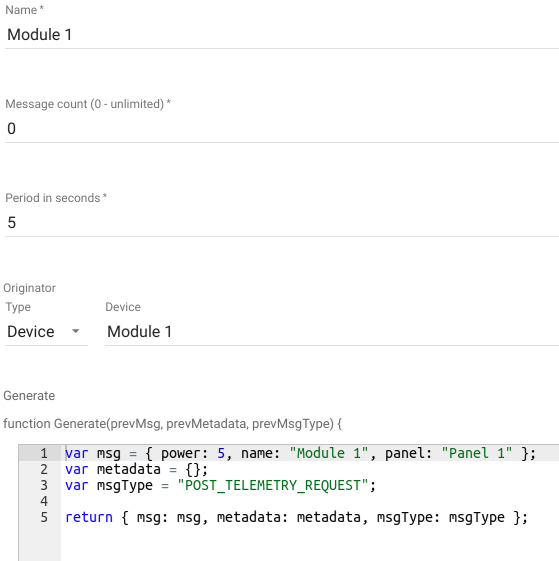 Name *
Module 1
Message count (0 - unlimited) *
0
Period in seconds *
5
Originator
Type Device
Device Module 1
Generate
function Generate(prevMsg, prevMetadata, prevMsgType) {
1 var msg = { power: 5, name: "Module 1", panel: "Panel 1" };
2 var metadata = {};
3 var msgType = "POST_TELEMETRY_REQUEST";
4
5 return { msg: msg, metadata: metadata, msgType: msgType };